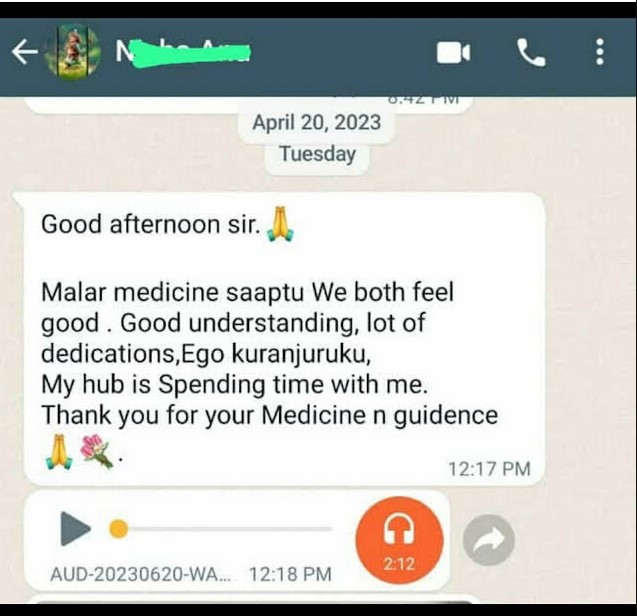 8:42 PM
April 20, 2023
Tuesday
Good afternoon sir. 🙏
Malar medicine saaptu We both feel
good . Good understanding, lot of
dedications,Ego kuranjuruku,
My hub is Spending time with me.
Thank you for your Medicine n guidence
🙏💐.
12:17 PM
AUD-20230620-WA... 12:18 PM
2:12